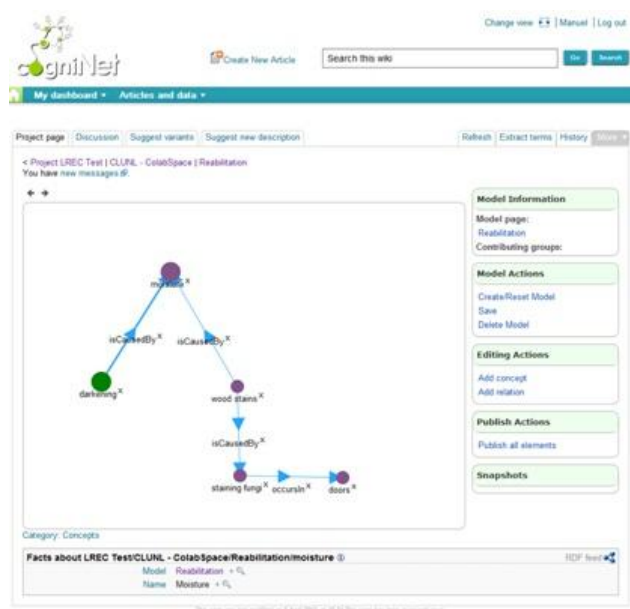 Change view | Manuel | Log out
cogniNet
Create New Article
Search this wiki
Go
Search
My dashboard
Articles and data
Project page
Discussion
Suggest variants
Suggest new description
Refresh
Extract terms
History
More
< Project LREC Test | CLUNL - ColabSpace | Reabilitation
You have new messages
Model Information
Model page:
Reabilitation
Contributing groups:
Model Actions
Create/Reset Model
Save
Delete Model
Editing Actions
Add concept
Add relation
Publish Actions
Publish all elements
Snapshots
moisture x
isCausedBy x
isCausedBy x
darkening x
wood stains x
isCausedBy x
staining fungi x
occursIn x
doors x
Category: Concepts
Facts about LREC Test/CLUNL - ColabSpace/Reabilitation/moisture
RDF feed
Model Reabilitation +
Name Moisture +